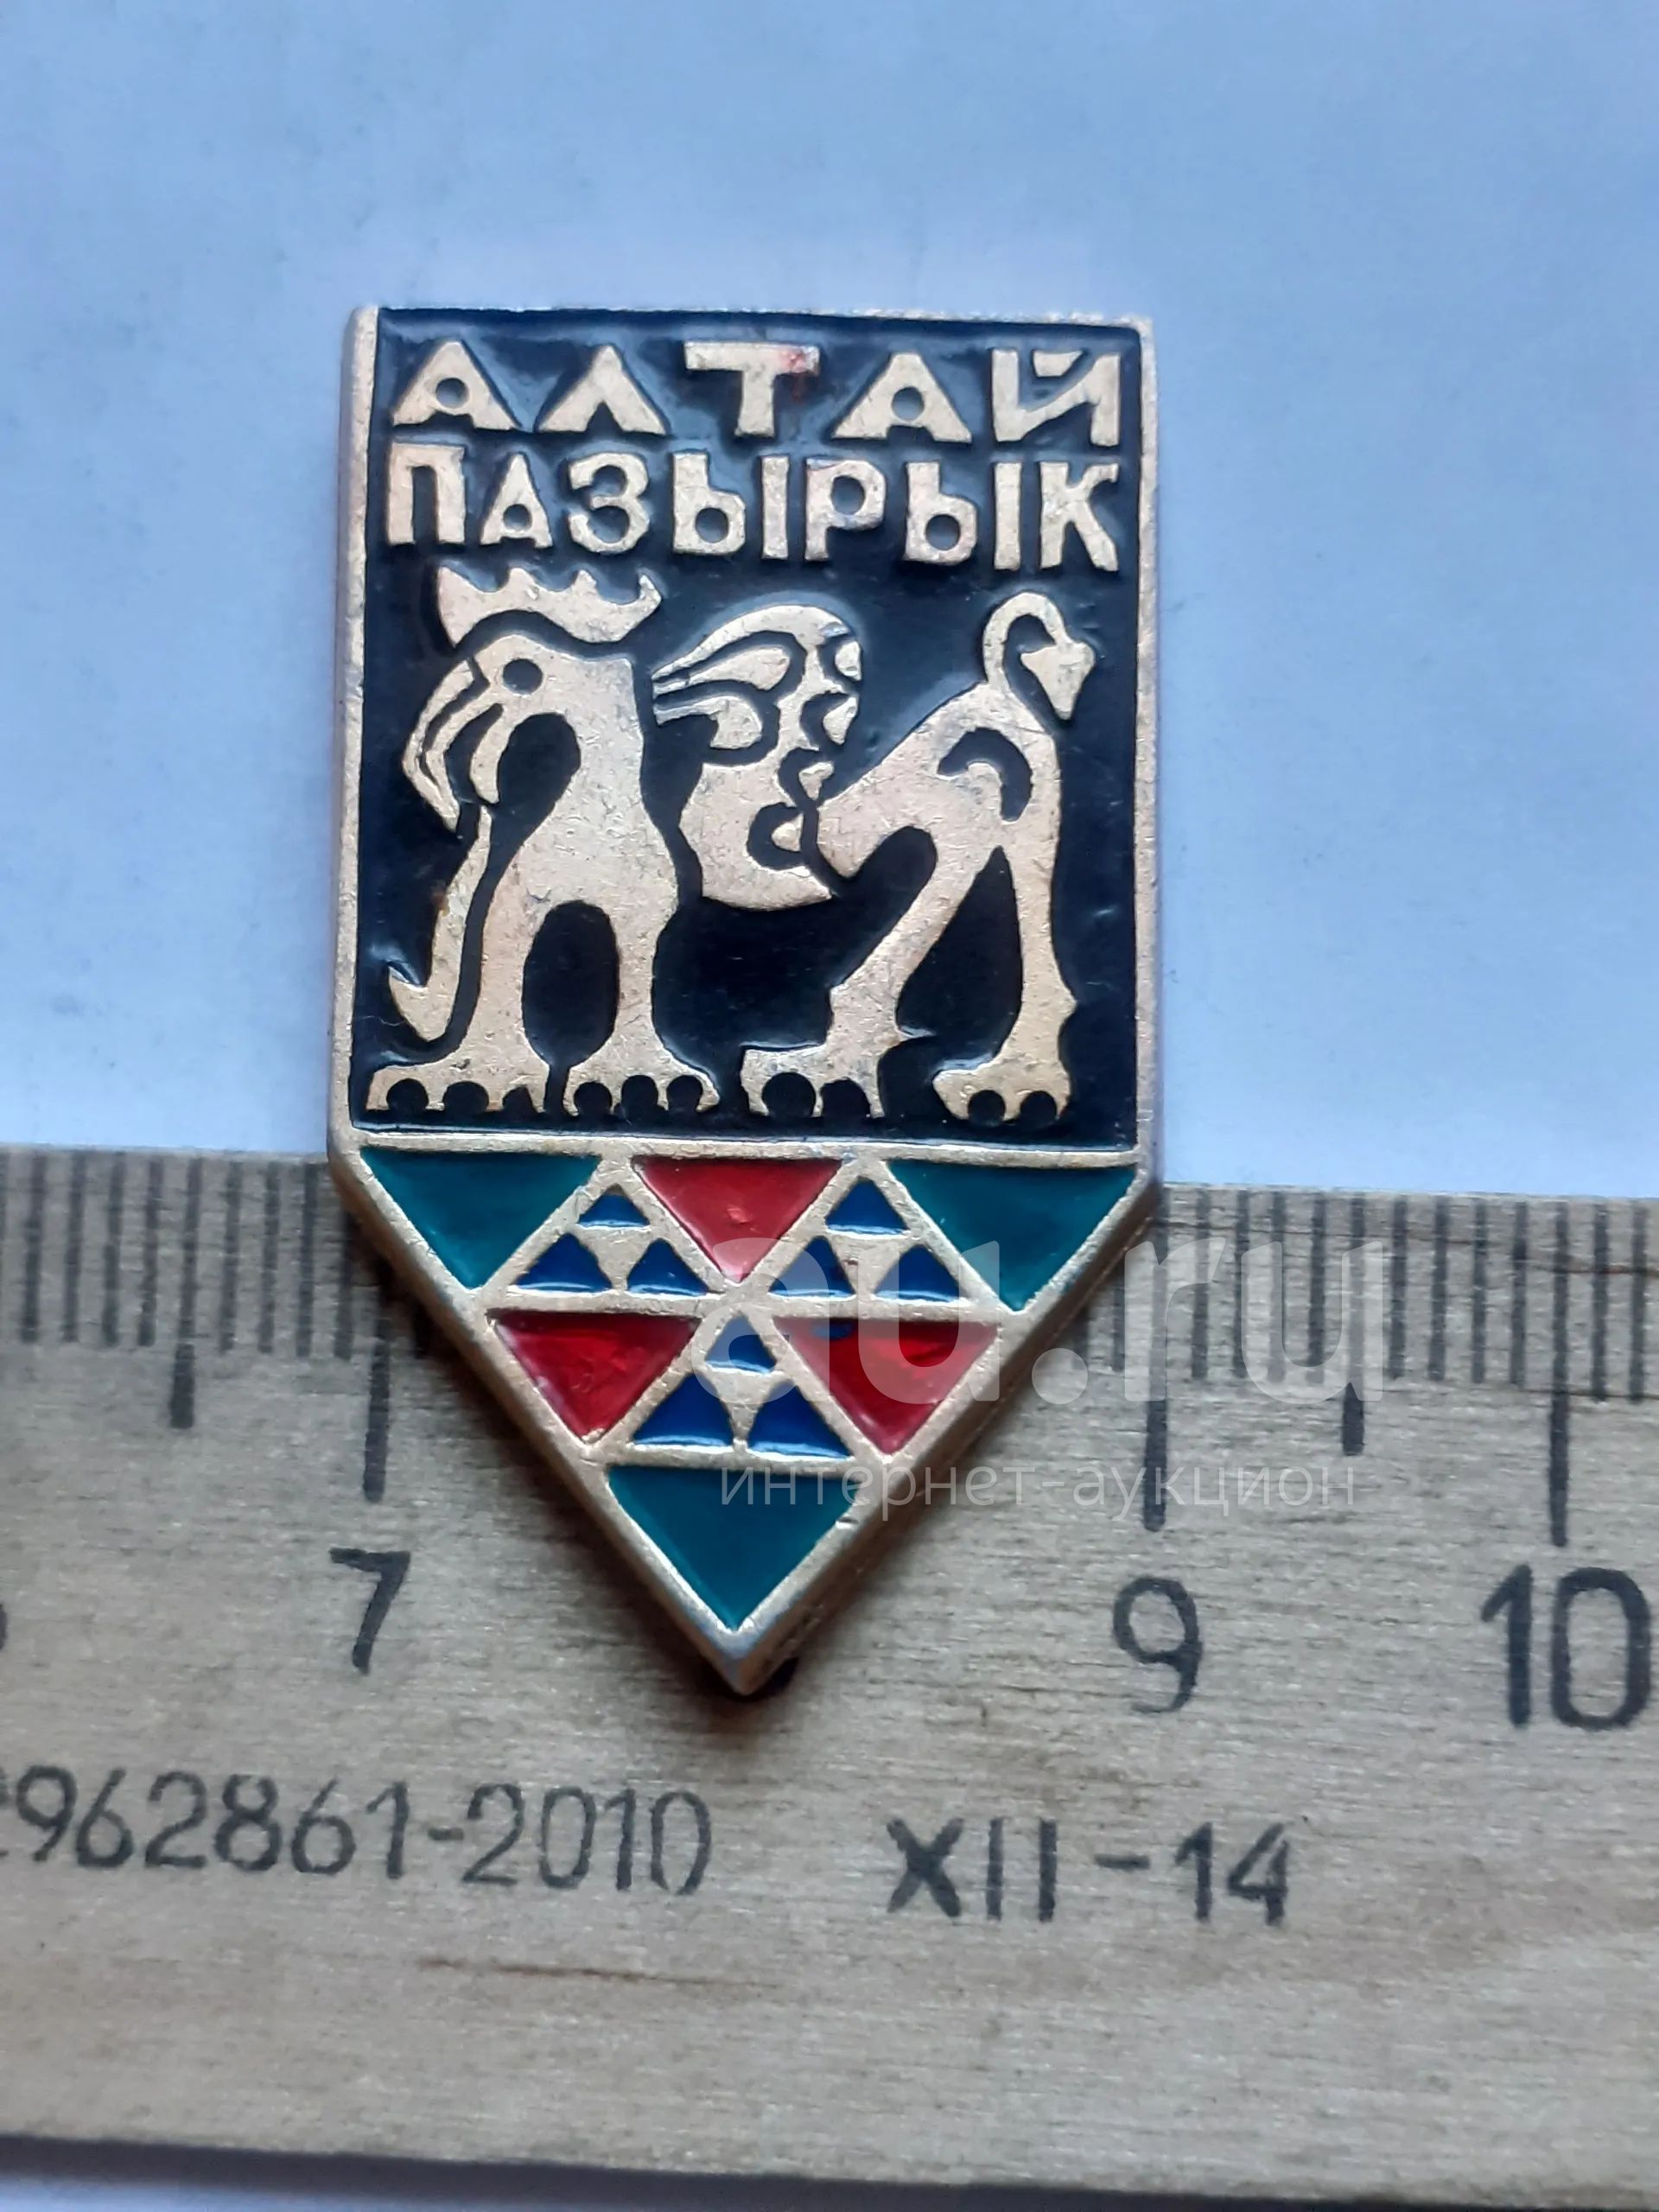 АЛТАЙ
ПАЗЫРЫК
au.ru
интернет-аукцион
7 9 10
962861-2010 XII-14